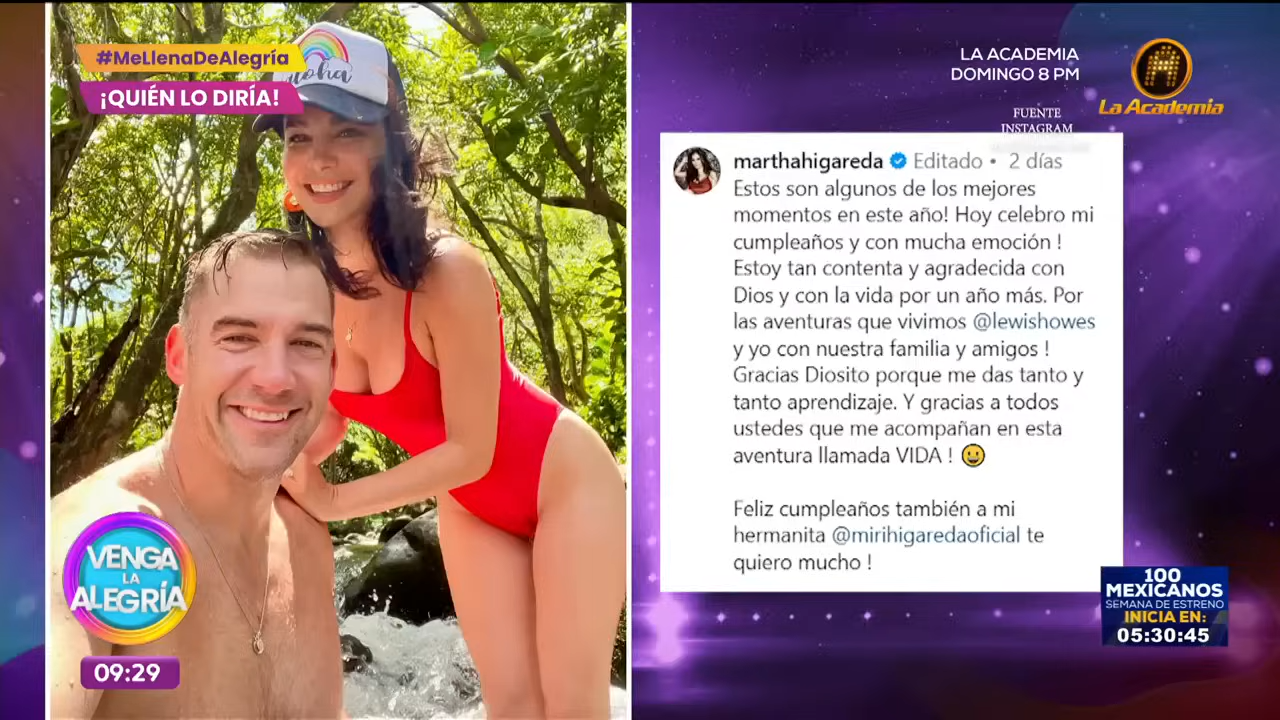 #MeLlenaDeAlegría
¡QUIÉN LO DIRÍA!
aloha
LA ACADEMIA
DOMINGO 8 PM
La Academia
FUENTE
INSTAGRAM
marthahigareda Editado • 2 días
Estos son algunos de los mejores
momentos en este año! Hoy celebro mi
cumpleaños y con mucha emoción !
Estoy tan contenta y agradecida con
Dios y con la vida por un año más. Por
las aventuras que vivimos @lewishowes
y yo con nuestra familia y amigos !
Gracias Diosito porque me das tanto y
tanto aprendizaje. Y gracias a todos
ustedes que me acompañan en esta
aventura llamada VIDA ! 😀
Feliz cumpleaños también a mi
hermanita @mirihigaredaoficial te
quiero mucho !
VENGA
LA
ALEGRÍA
09:29
100
MEXICANOS
SEMANA DE ESTRENO
INICIA EN:
05:30:45